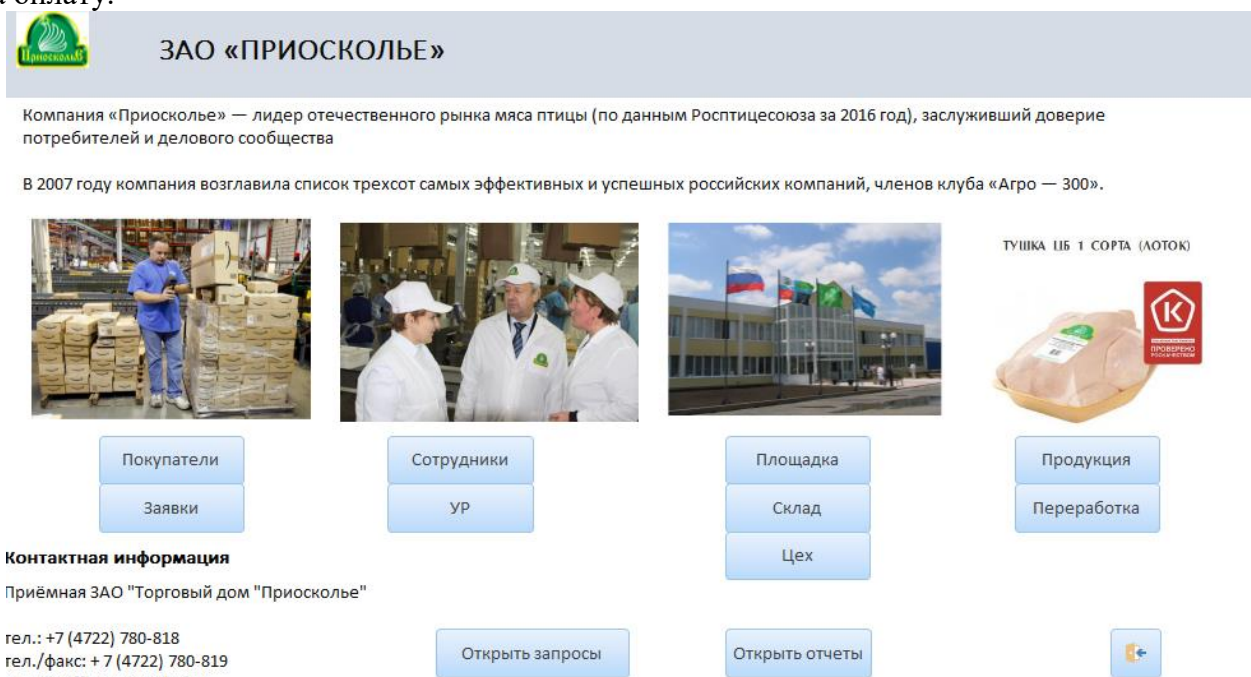 а оплату.
Приосколье
ЗАО «ПРИОСКОЛЬЕ»
Компания «Приосколье» — лидер отечественного рынка мяса птицы (по данным Росптицесоюза за 2016 год), заслуживший доверие
потребителей и делового сообщества
В 2007 году компания возглавила список трехсот самых эффективных и успешных российских компаний, членов клуба «Агро — 300».
ТУШКА ЦБ 1 СОРТА (ЛОТОК)
К
ПРОВЕРЕНО
Покупатели
Сотрудники
Площадка
Продукция
Заявки
УР
Склад
Переработка
Цех
Контактная информация
Приёмная ЗАО "Торговый дом "Приосколье"
тел.: +7 (4722) 780-818
тел./факс: + 7 (4722) 780-819
Открыть запросы
Открыть отчеты